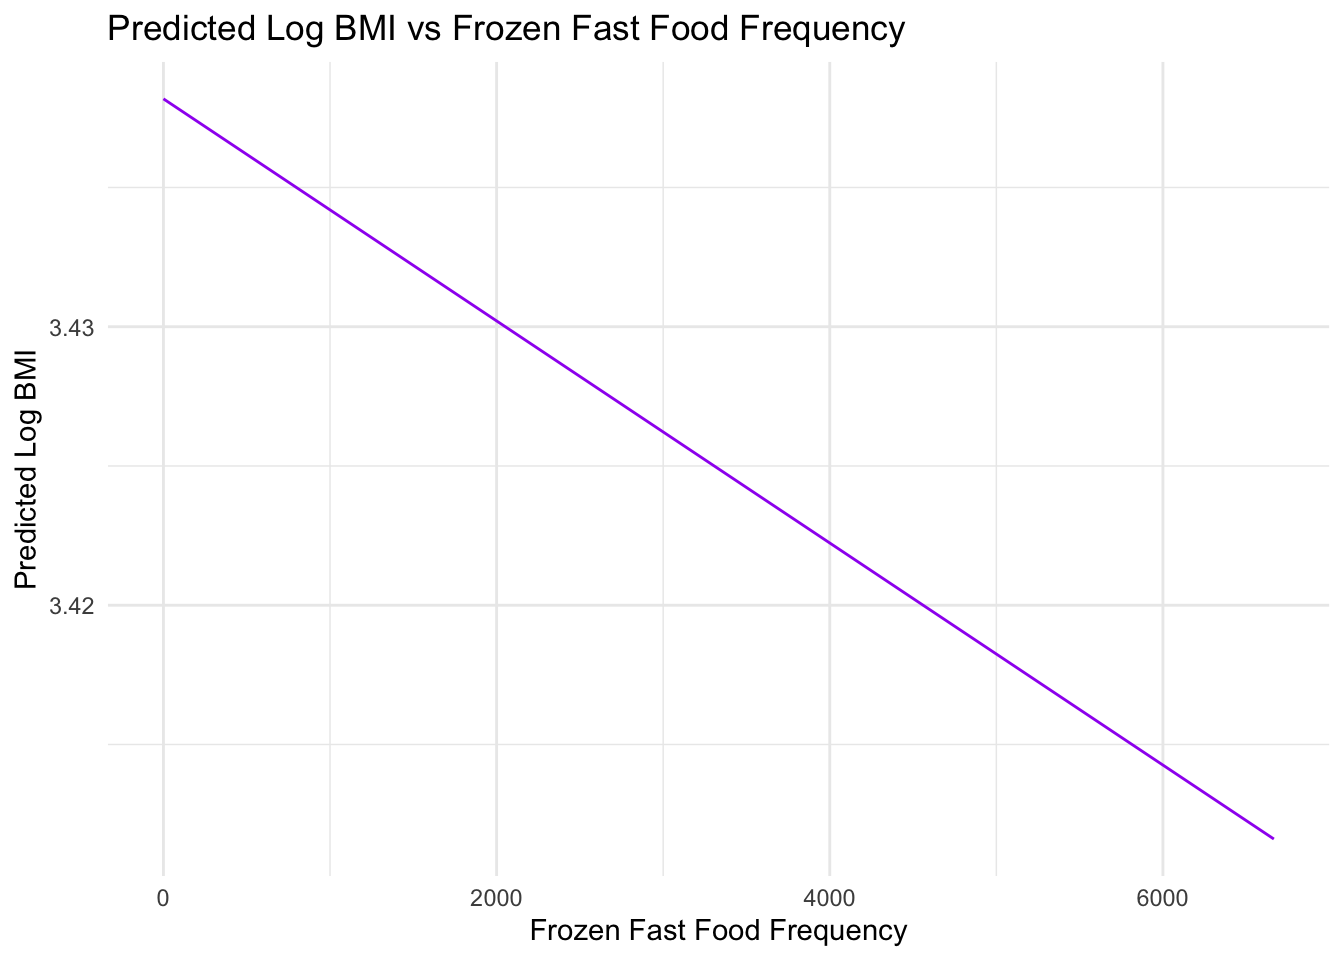 Predicted Log BMI vs Frozen Fast Food Frequency
Predicted Log BMI
3.43
3.42
0 2000 4000 6000
Frozen Fast Food Frequency